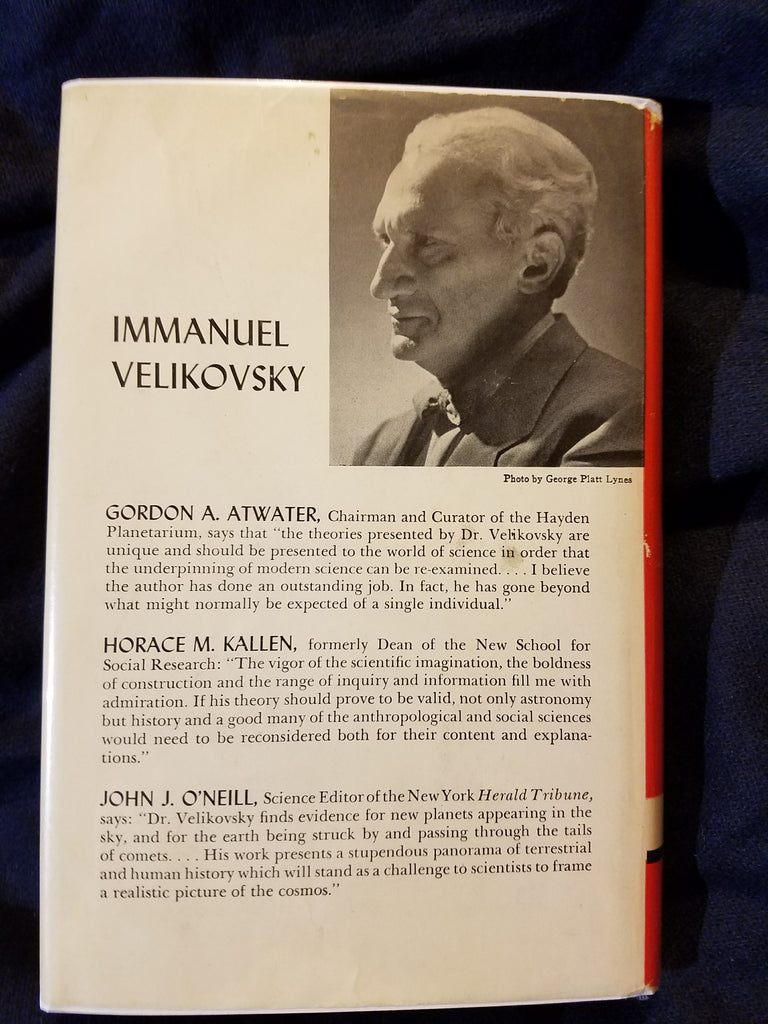 IMMANUEL
VELIKOVSKY
Photo by George Platt Lynes
GORDON A. ATWATER, Chairman and Curator of the Hayden
Planetarium, says that "the theories presented by Dr. Velikovsky are
unique and should be presented to the world of science in order that
the underpinning of modern science can be re-examined. . . . I believe
the author has done an outstanding job. In fact, he has gone beyond
what might normally be expected of a single individual."
HORACE M. KALLEN, formerly Dean of the New School for
Social Research: "The vigor of the scientific imagination, the boldness
of construction and the range of inquiry and information fill me with
admiration. If his theory should prove to be valid, not only astronomy
but history and a good many of the anthropological and social sciences
would need to be reconsidered both for their content and explana-
tions."
JOHN J. O'NEILL, Science Editor of the New York Herald Tribune,
says: "Dr. Velikovsky finds evidence for new planets appearing in the
sky, and for the earth being struck by and passing through the tails
of comets. . . . His work presents a stupendous panorama of terrestrial
and human history which will stand as a challenge to scientists to frame
a realistic picture of the cosmos."